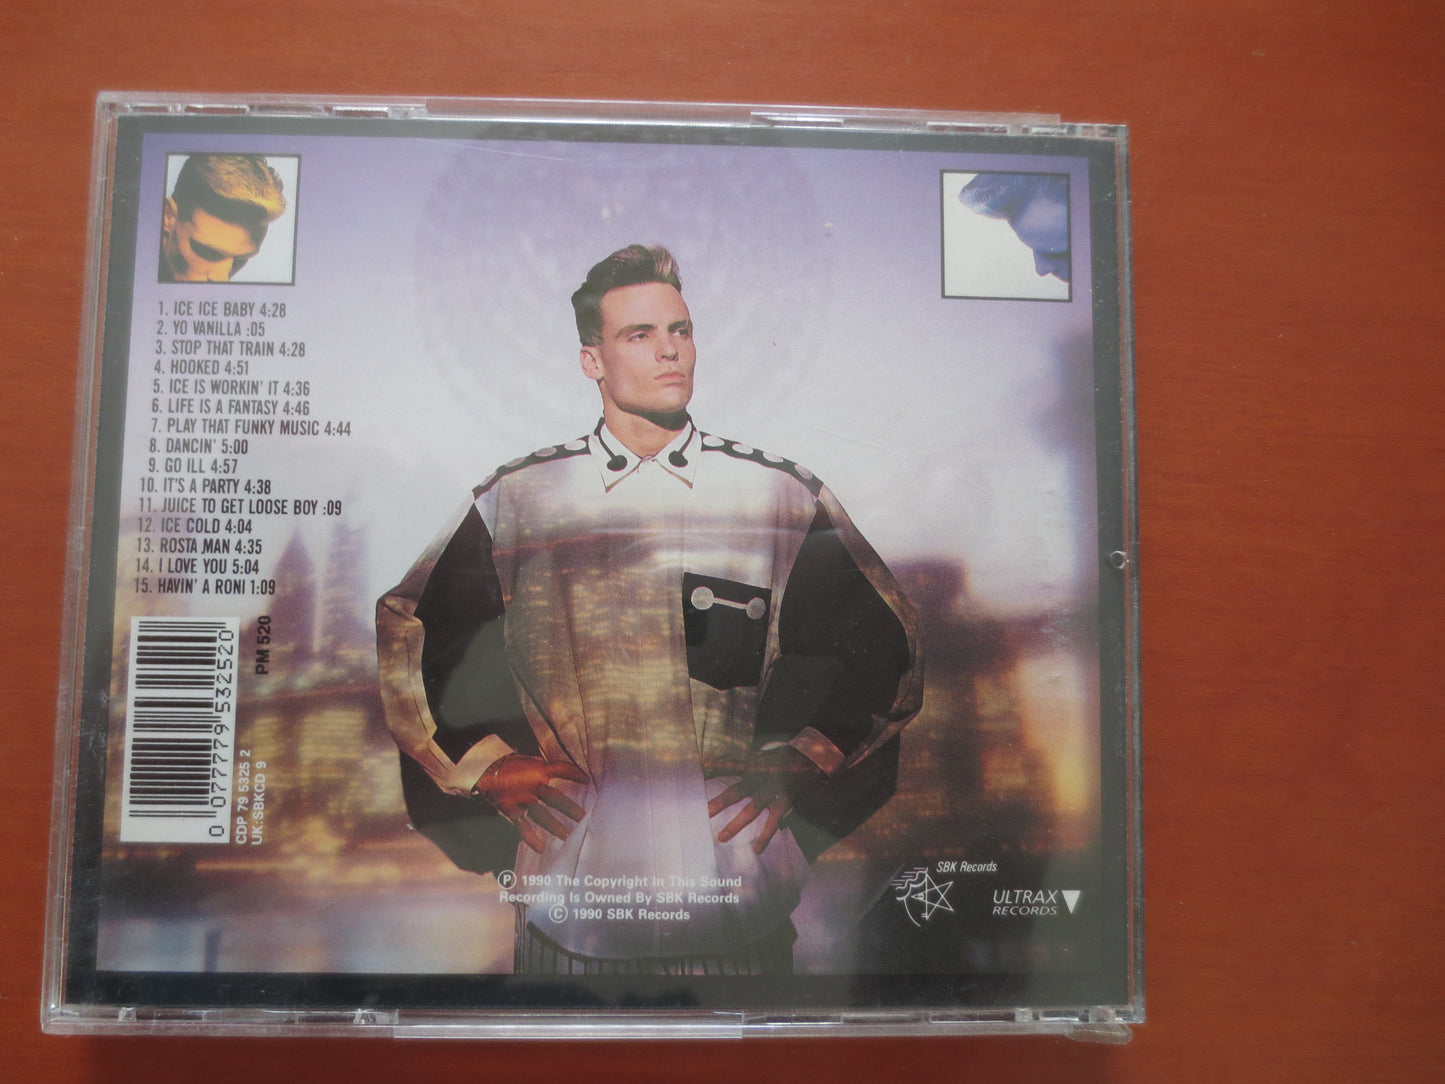 1. ICE ICE BABY 4:28
2. YO VANILLA :05
3. STOP THAT TRAIN 4:28
4. HOOKED 4:51
5. ICE IS WORKIN' IT 4:36
6. LIFE IS A FANTASY 4:46
7. PLAY THAT FUNKY MUSIC 4:44
8. DANCIN' 5:00
9. GO ILL 4:57
10. IT'S A PARTY 4:38
11. JUICE TO GET LOOSE BOY :09
12. ICE COLD 4:04
13. ROSTA MAN 4:35
14. I LOVE YOU 5:04
15. HAVIN' A RONI 1:09
0 077779 532520
PM 520
CDP 79 5325 2
UK:SBKCD 9
Ⓟ 1990 The Copyright In This Sound
Recording Is Owned By SBK Records
© 1990 SBK Records
SBK Records
ULTRAX
RECORDS